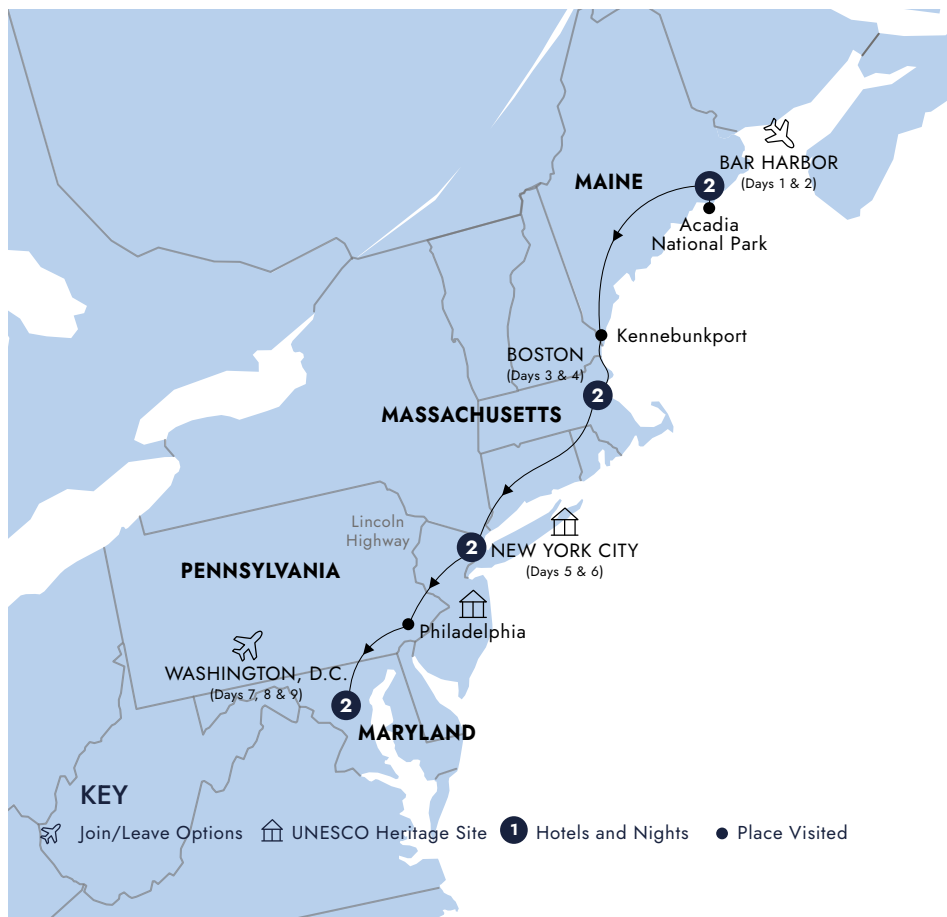 BAR HARBOR
(Days 1 & 2)
MAINE
2
Acadia
National Park
Kennebunkport
BOSTON
(Days 3 & 4)
2
MASSACHUSETTS
Lincoln
Highway
2
NEW YORK CITY
(Days 5 & 6)
PENNSYLVANIA
Philadelphia
WASHINGTON, D.C.
(Days 7, 8 & 9)
2
MARYLAND
KEY
Join/Leave Options
UNESCO Heritage Site
1
Hotels and Nights
Place Visited